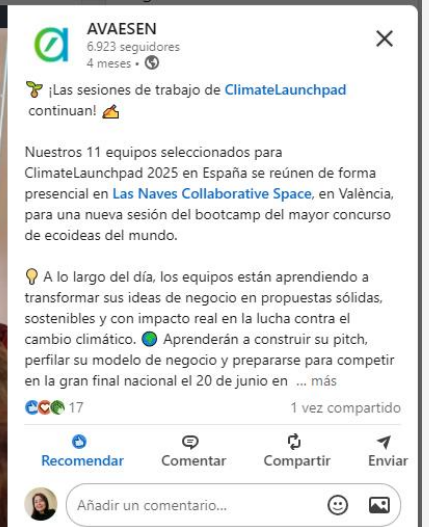 AVAESEN
6.923 seguidores
4 meses •
🌱 ¡Las sesiones de trabajo de ClimateLaunchpad
continuan! ✍️
Nuestros 11 equipos seleccionados para
ClimateLaunchpad 2025 en España se reúnen de forma
presencial en Las Naves Collaborative Space, en València,
para una nueva sesión del bootcamp del mayor concurso
de ecoideas del mundo.
💡 A lo largo del día, los equipos están aprendiendo a
transformar sus ideas de negocio en propuestas sólidas,
sostenibles y con impacto real en la lucha contra el
cambio climático. 🌍 Aprenderán a construir su pitch,
perfilar su modelo de negocio y prepararse para competir
en la gran final nacional el 20 de junio en ... más
17 1 vez compartido
Recomendar Comentar Compartir Enviar
Añadir un comentario...